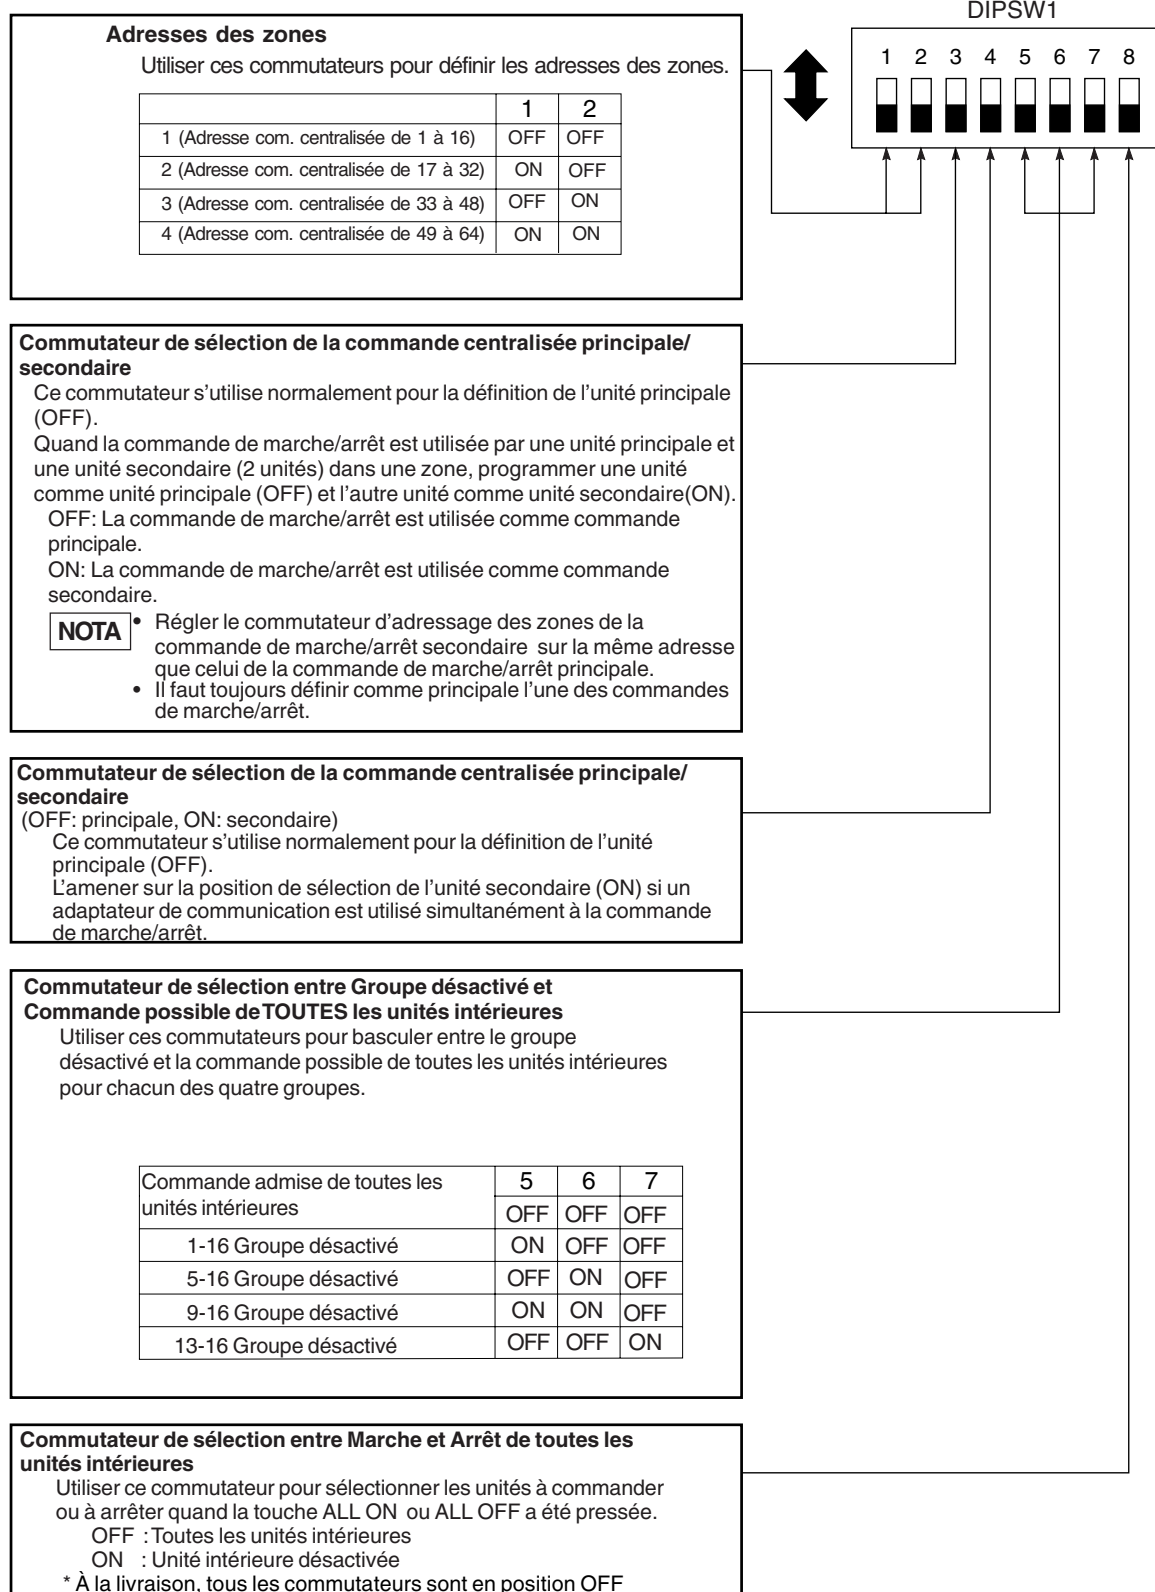 DIPSW1
1 2 3 4 5 6 7 8
Adresses des zones
Utiliser ces commutateurs pour définir les adresses des zones.
1 2
1 (Adresse com. centralisée de 1 à 16) OFF OFF
2 (Adresse com. centralisée de 17 à 32) ON OFF
3 (Adresse com. centralisée de 33 à 48) OFF ON
4 (Adresse com. centralisée de 49 à 64) ON ON
Commutateur de sélection de la commande centralisée principale/
secondaire
Ce commutateur s’utilise normalement pour la définition de l’unité principale
(OFF).
Quand la commande de marche/arrêt est utilisée par une unité principale et
une unité secondaire (2 unités) dans une zone, programmer une unité
comme unité principale (OFF) et l’autre unité comme unité secondaire(ON).
OFF: La commande de marche/arrêt est utilisée comme commande
principale.
ON: La commande de marche/arrêt est utilisée comme commande
secondaire.
NOTA • Régler le commutateur d’adressage des zones de la
commande de marche/arrêt secondaire sur la même adresse
que celui de la commande de marche/arrêt principale.
• Il faut toujours définir comme principale l’une des commandes
de marche/arrêt.
Commutateur de sélection de la commande centralisée principale/
secondaire
(OFF: principale, ON: secondaire)
Ce commutateur s’utilise normalement pour la définition de l’unité
principale (OFF).
L’amener sur la position de sélection de l’unité secondaire (ON) si un
adaptateur de communication est utilisé simultanément à la commande
de marche/arrêt.
Commutateur de sélection entre Groupe désactivé et
Commande possible de TOUTES les unités intérieures
Utiliser ces commutateurs pour basculer entre le groupe
désactivé et la commande possible de toutes les unités intérieures
pour chacun des quatre groupes.
Commande admise de toutes les 5 6 7
unités intérieures OFF OFF OFF
1-16 Groupe désactivé ON OFF OFF
5-16 Groupe désactivé OFF ON OFF
9-16 Groupe désactivé ON ON OFF
13-16 Groupe désactivé OFF OFF ON
Commutateur de sélection entre Marche et Arrêt de toutes les
unités intérieures
Utiliser ce commutateur pour sélectionner les unités à commander
ou à arrêter quand la touche ALL ON ou ALL OFF a été pressée.
OFF : Toutes les unités intérieures
ON : Unité intérieure désactivée
* À la livraison, tous les commutateurs sont en position OFF